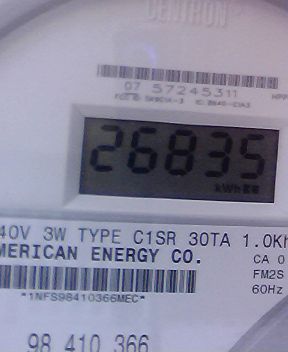 CENTRON
07 57245311
26835
kWh
40V 3W TYPE C1SR 30TA 1.0Kh
MERICAN ENERGY CO.
CA 0
FM2S
60Hz
*1NFS98410366MEC*
98 410 366